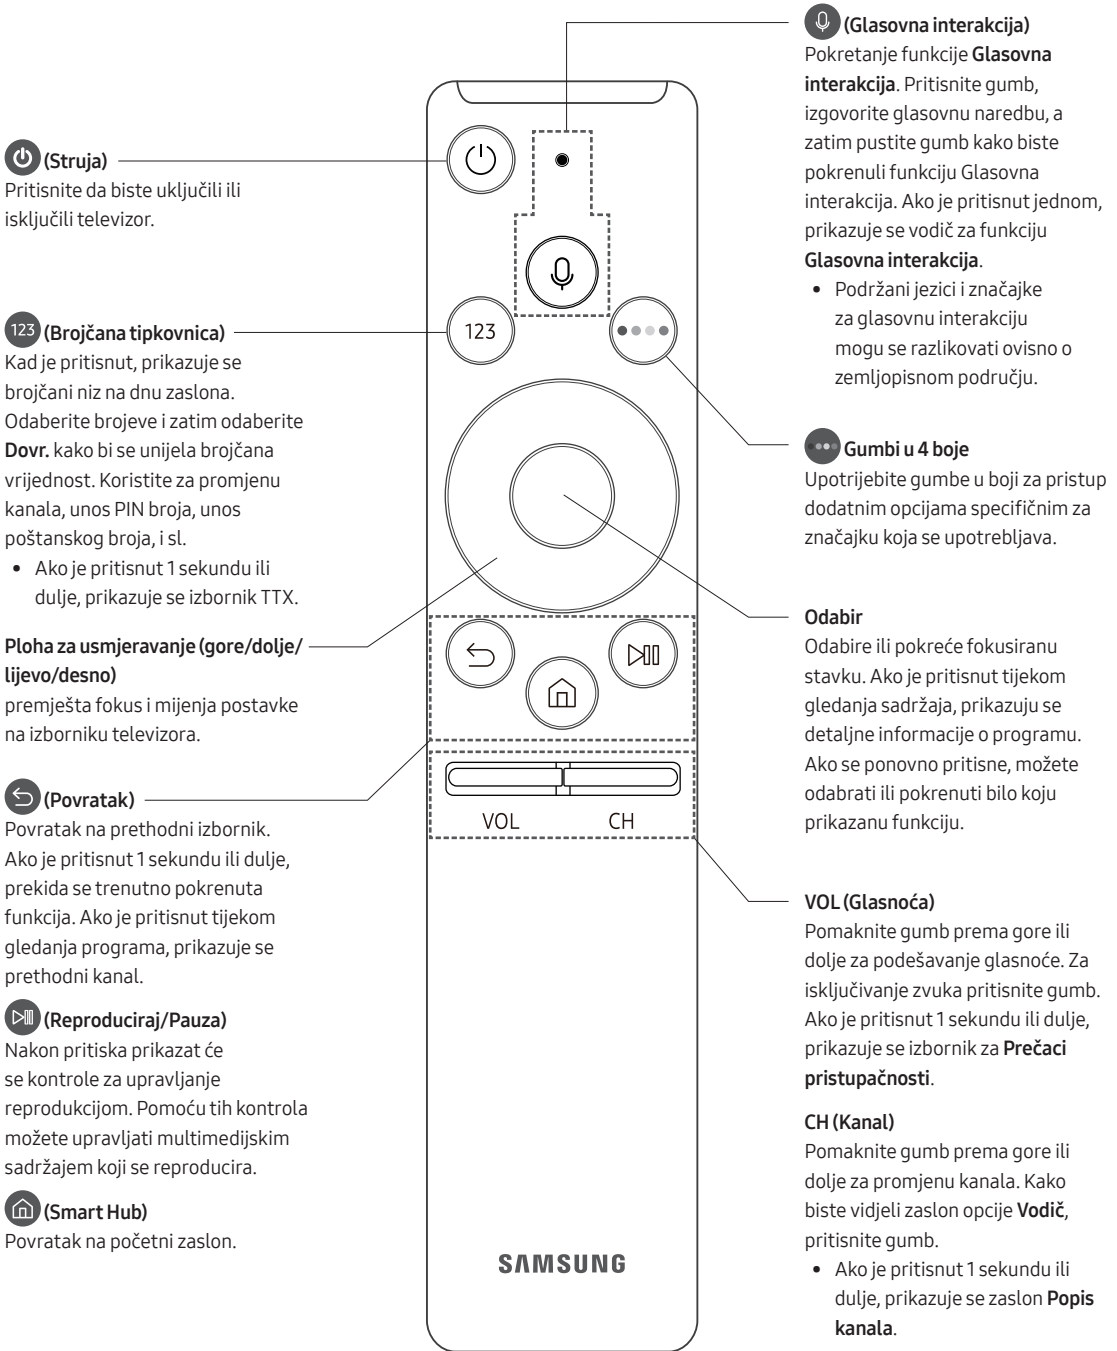 (Struja)
Pritisnite da biste uključili ili
isključili televizor.
123 (Brojčana tipkovnica)
Kad je pritisnut, prikazuje se
brojčani niz na dnu zaslona.
Odaberite brojeve i zatim odaberite
Dovr. kako bi se unijela brojčana
vrijednost. Koristite za promjenu
kanala, unos PIN broja, unos
poštanskog broja, i sl.
• Ako je pritisnut 1 sekundu ili
dulje, prikazuje se izbornik TTX.
Ploha za usmjeravanje (gore/dolje/
lijevo/desno)
premješta fokus i mijenja postavke
na izborniku televizora.
(Povratak)
Povratak na prethodni izbornik.
Ako je pritisnut 1 sekundu ili dulje,
prekida se trenutno pokrenuta
funkcija. Ako je pritisnut tijekom
gledanja programa, prikazuje se
prethodni kanal.
(Reproduciraj/Pauza)
Nakon pritiska prikazat će
se kontrole za upravljanje
reprodukcijom. Pomoću tih kontrola
možete upravljati multimedijskim
sadržajem koji se reproducira.
(Smart Hub)
Povratak na početni zaslon.
123
VOL CH
SAMSUNG
(Glasovna interakcija)
Pokretanje funkcije Glasovna
interakcija. Pritisnite gumb,
izgovorite glasovnu naredbu, a
zatim pustite gumb kako biste
pokrenuli funkciju Glasovna
interakcija. Ako je pritisnut jednom,
prikazuje se vodič za funkciju
Glasovna interakcija.
• Podržani jezici i značajke
za glasovnu interakciju
mogu se razlikovati ovisno o
zemljopisnom području.
Gumbi u 4 boje
Upotrijebite gumbe u boji za pristup
dodatnim opcijama specifičnim za
značajku koja se upotrebljava.
Odabir
Odabire ili pokreće fokusiranu
stavku. Ako je pritisnut tijekom
gledanja sadržaja, prikazuju se
detaljne informacije o programu.
Ako se ponovno pritisne, možete
odabrati ili pokrenuti bilo koju
prikazanu funkciju.
VOL (Glasnoća)
Pomaknite gumb prema gore ili
dolje za podešavanje glasnoće. Za
isključivanje zvuka pritisnite gumb.
Ako je pritisnut 1 sekundu ili dulje,
prikazuje se izbornik za Prečaci
pristupačnosti.
CH (Kanal)
Pomaknite gumb prema gore ili
dolje za promjenu kanala. Kako
biste vidjeli zaslon opcije Vodič,
pritisnite gumb.
• Ako je pritisnut 1 sekundu ili
dulje, prikazuje se zaslon Popis
kanala.